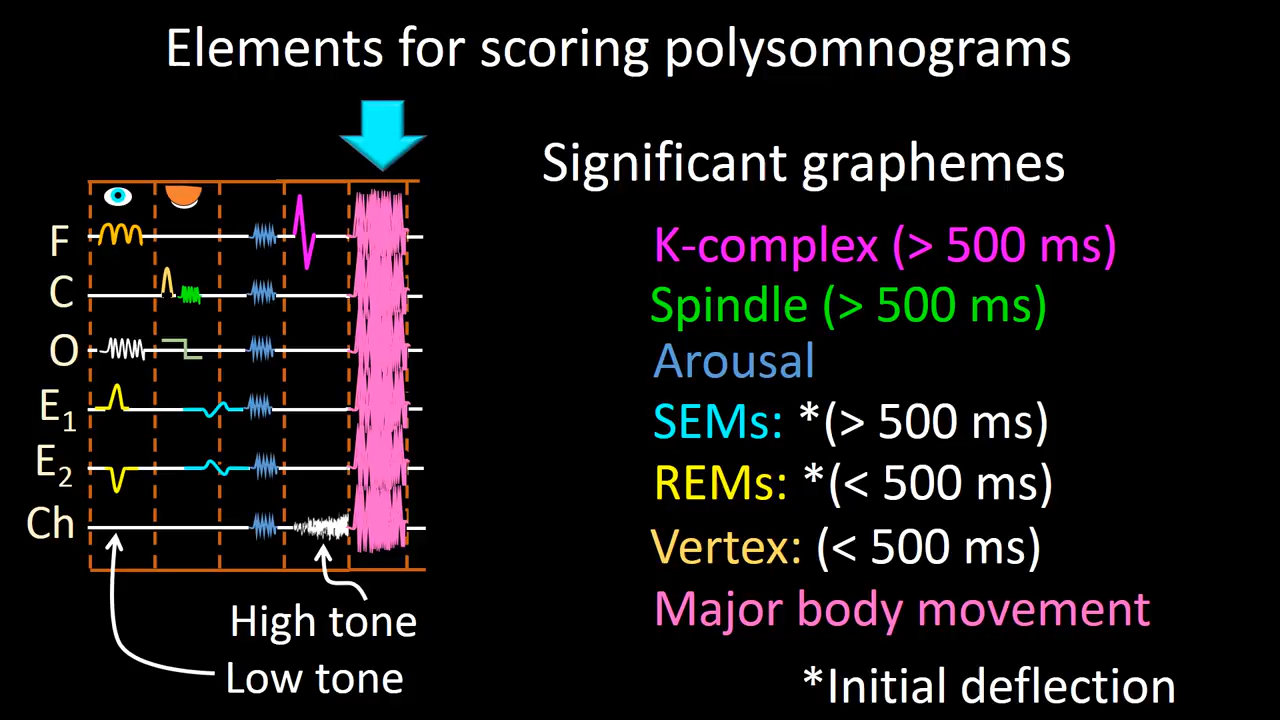 Elements for scoring polysomnograms
Significant graphemes
F
C
O
E1
E2
Ch
High tone
Low tone
K-complex (> 500 ms)
Spindle (> 500 ms)
Arousal
SEMs: *(> 500 ms)
REMs: *(< 500 ms)
Vertex: (< 500 ms)
Major body movement
*Initial deflection